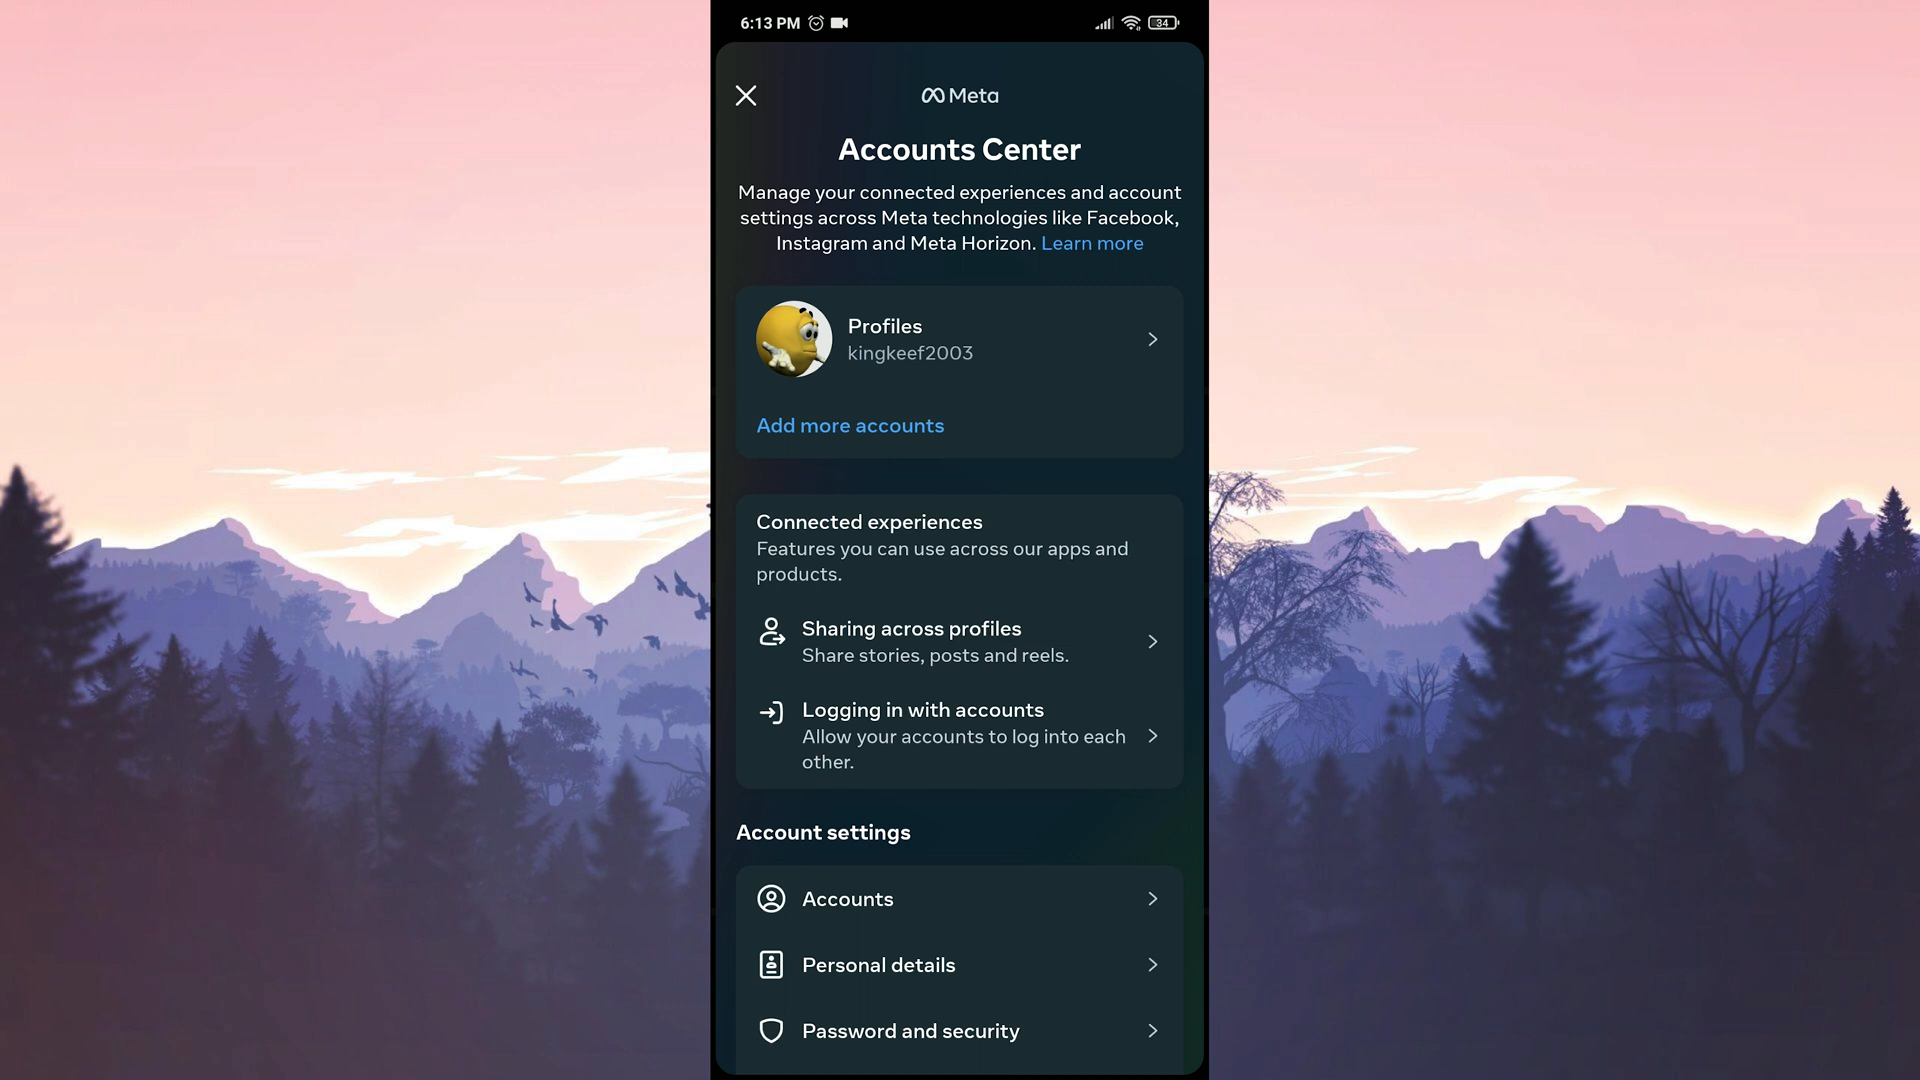 6:13 PM
34
Meta
Accounts Center
Manage your connected experiences and account
settings across Meta technologies like Facebook,
Instagram and Meta Horizon. Learn more
Profiles
kingkeef2003
Add more accounts
Connected experiences
Features you can use across our apps and
products.
Sharing across profiles
Share stories, posts and reels.
Logging in with accounts
Allow your accounts to log into each
other.
Account settings
Accounts
Personal details
Password and security